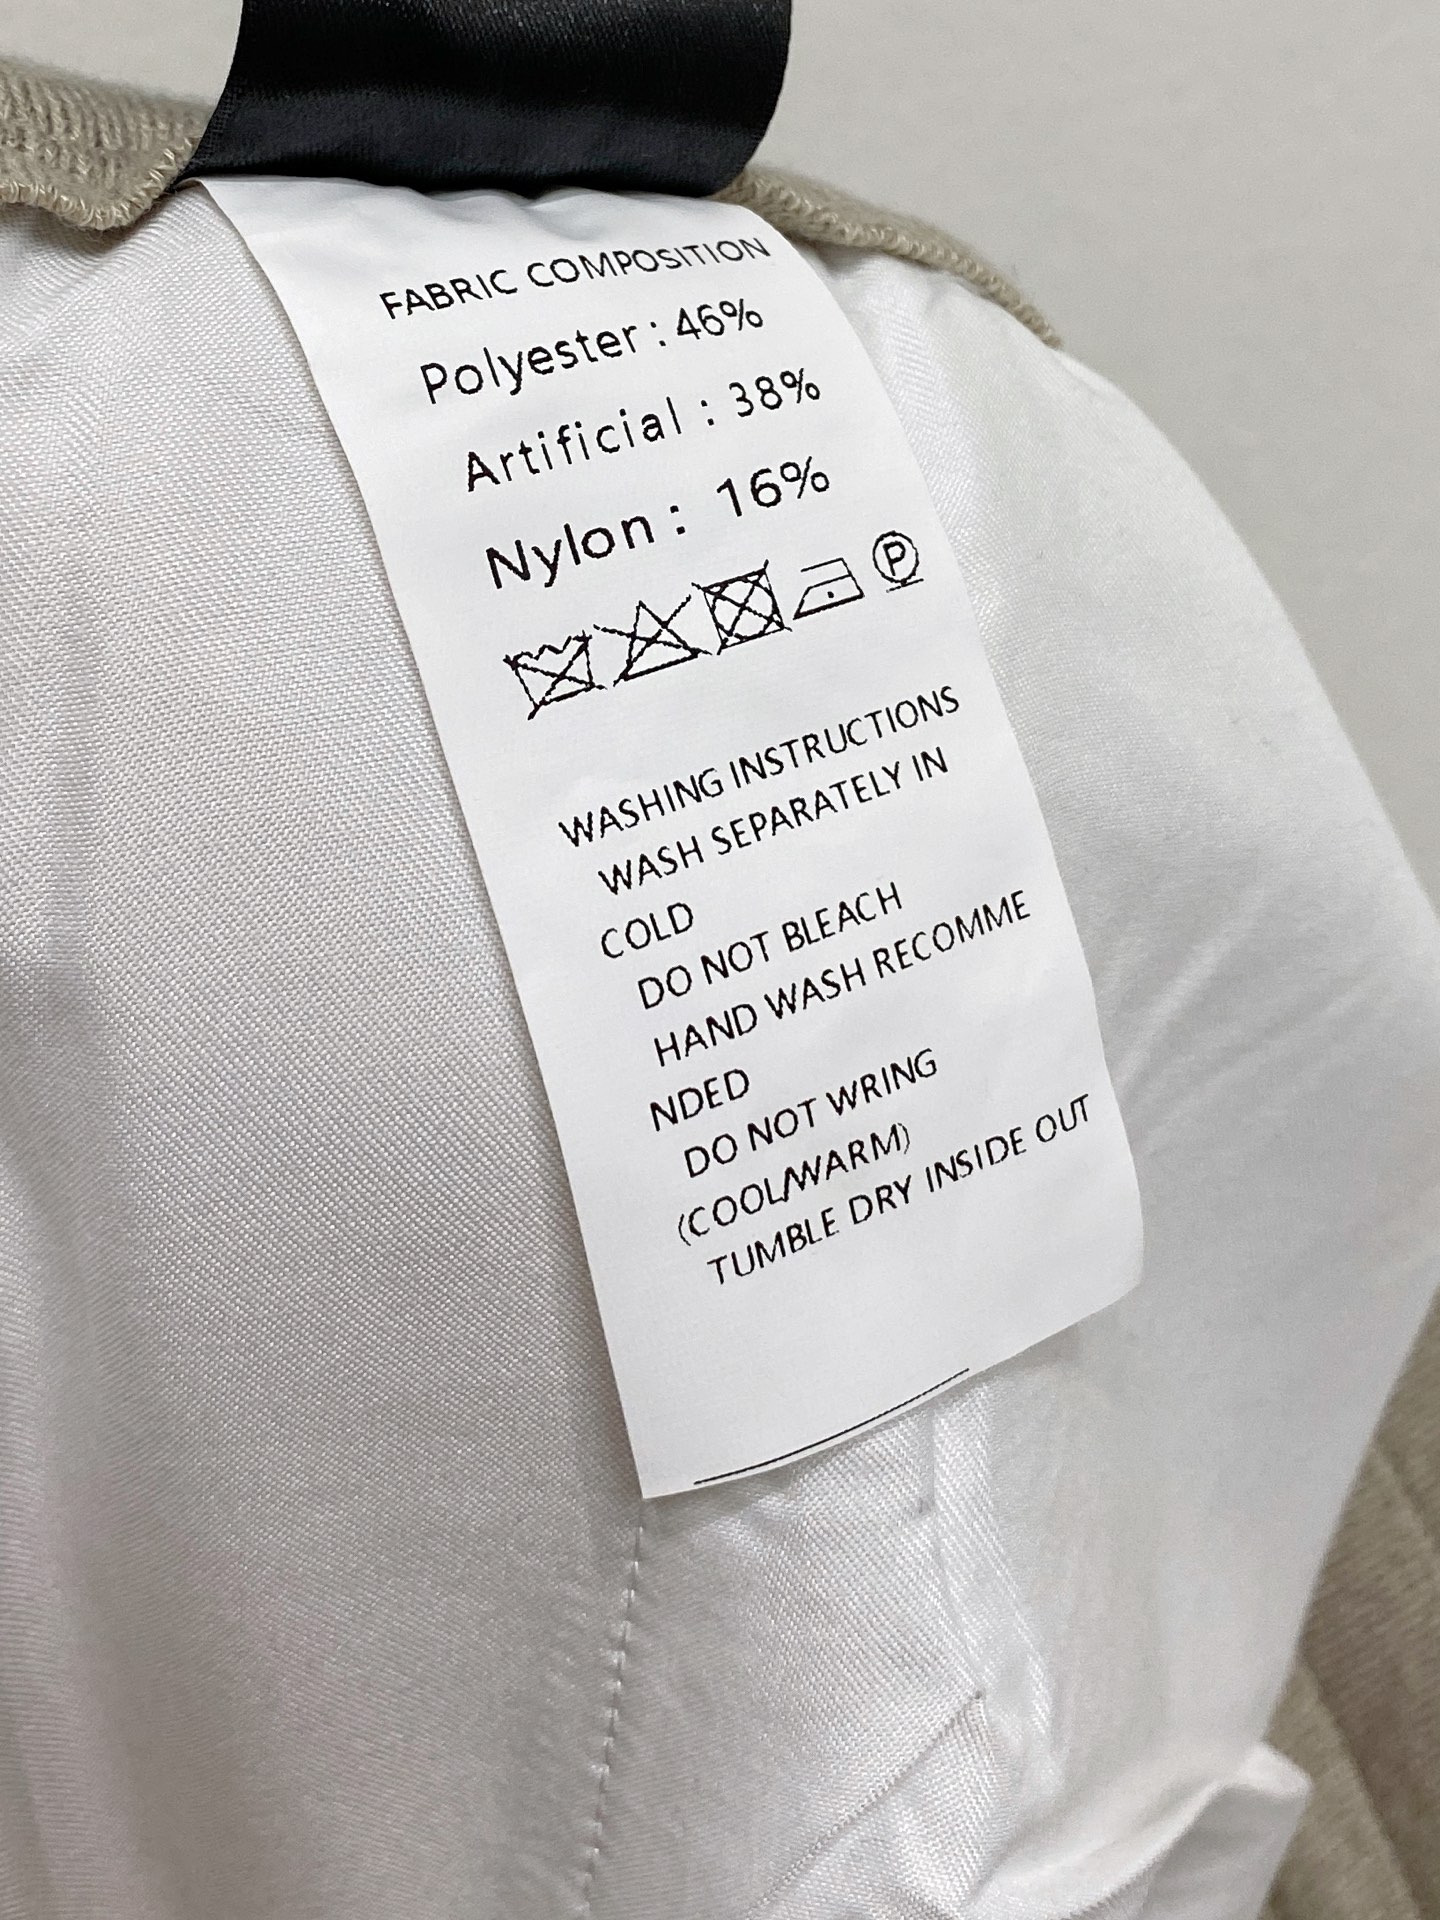 FABRIC COMPOSITION
Polyester : 46%
Artificial : 38%
Nylon : 16%
P
WASHING INSTRUCTIONS
WASH SEPARATELY IN
COLD
DO NOT BLEACH
HAND WASH RECOMME
NDED
DO NOT WRING
(COOL/WARM)
TUMBLE DRY INSIDE OUT